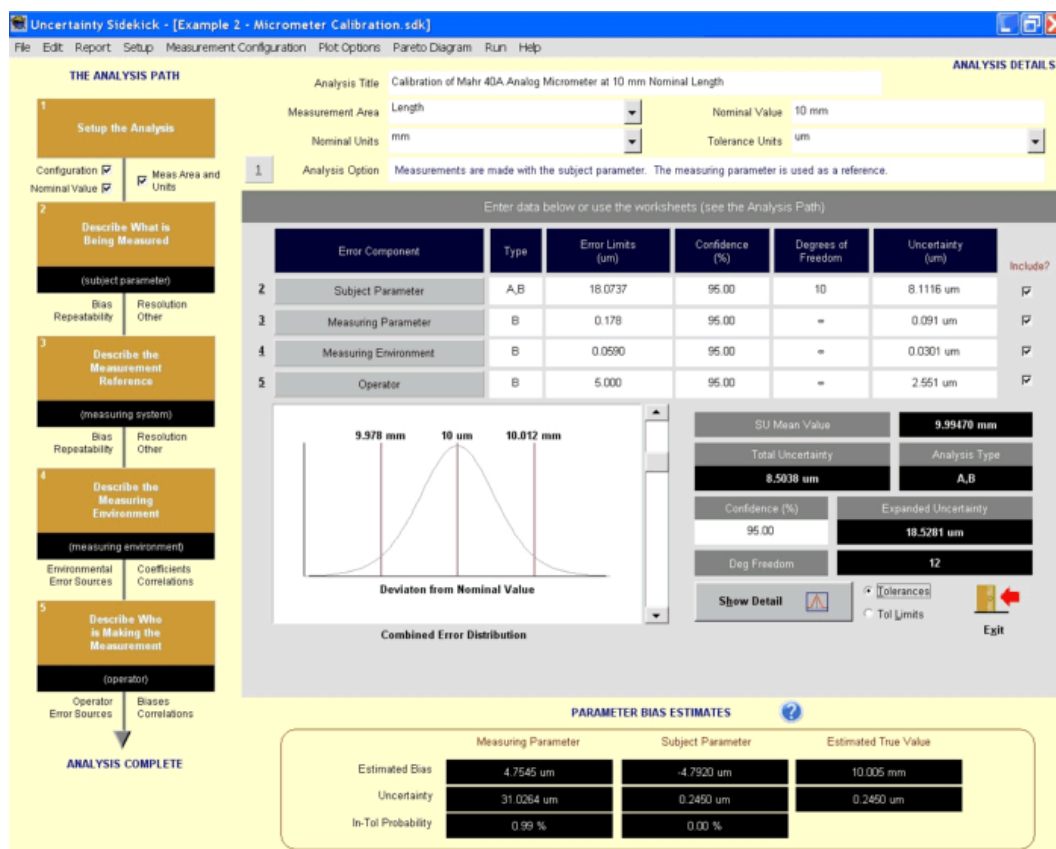 Uncertainty Sidekick - [Example 2 - Micrometer Calibration.sdk]
File Edit Report Setup Measurement Configuration Plot Options Pareto Diagram Run Help
THE ANALYSIS PATH
1
Setup the Analysis
Configuration
Nominal Value
Meas Area and
Units
2
Describe What is
Being Measured
(subject parameter)
Bias Resolution
Repeatability Other
3
Describe the
Measurement
Reference
(measuring system)
Bias Resolution
Repeatability Other
4
Describe the
Measuring
Environment
(measuring environment)
Environmental Coefficients
Error Sources Correlations
5
Describe Who
is Making the
Measurement
(operator)
Operator Biases
Error Sources Correlations
ANALYSIS COMPLETE
ANALYSIS DETAILS
Analysis Title Calibration of Mahr 40A Analog Micrometer at 10 mm Nominal Length
Measurement Area Length Nominal Value 10 mm
Nominal Units mm Tolerance Units um
1 Analysis Option Measurements are made with the subject parameter. The measuring parameter is used as a reference.
Enter data below or use the worksheets (see the Analysis Path)
Error Component Type Error Limits (um) Confidence (%) Degrees of Freedom Uncertainty (um) Include?
2 Subject Parameter A,B 18.0737 95.00 10 8.1116 um
3 Measuring Parameter B 0.178 95.00 ∞ 0.091 um
4 Measuring Environment B 0.0590 95.00 ∞ 0.0301 um
5 Operator B 5.000 95.00 ∞ 2.551 um
9.978 mm 10 um 10.012 mm
Deviaton from Nominal Value
Combined Error Distribution
SU Mean Value 9.99470 mm
Total Uncertainty Analysis Type
8.5038 um A,B
Confidence (%) Expanded Uncertainty
95.00 18.5281 um
Deg Freedom 12
Show Detail
Tolerances
Tol Limits
Exit
PARAMETER BIAS ESTIMATES ?
Measuring Parameter Subject Parameter Estimated True Value
Estimated Bias 4.7545 um -4.7920 um 10.005 mm
Uncertainty 31.0264 um 0.2450 um 0.2450 um
In-Tol Probability 0.99 % 0.00 %